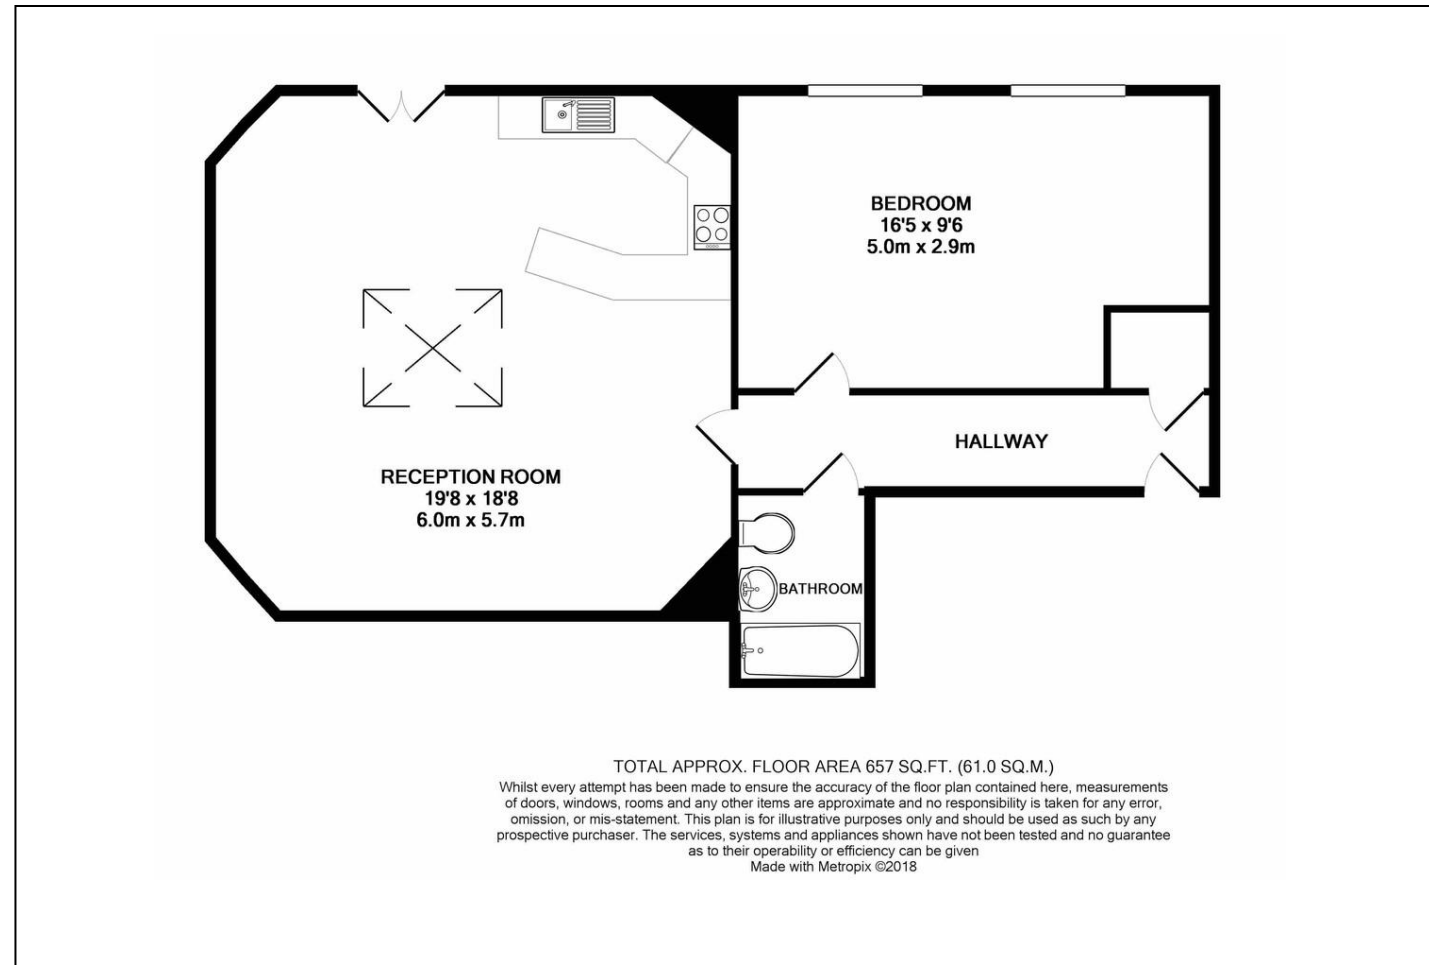 BEDROOM
16'5 x 9'6
5.0m x 2.9m
HALLWAY
RECEPTION ROOM
19'8 x 18'8
6.0m x 5.7m
BATHROOM
TOTAL APPROX. FLOOR AREA 657 SQ.FT. (61.0 SQ.M.)
Whilst every attempt has been made to ensure the accuracy of the floor plan contained here, measurements
of doors, windows, rooms and any other items are approximate and no responsibility is taken for any error,
omission, or mis-statement. This plan is for illustrative purposes only and should be used as such by any
prospective purchaser. The services, systems and appliances shown have not been tested and no guarantee
as to their operability or efficiency can be given
Made with Metropix ©2018